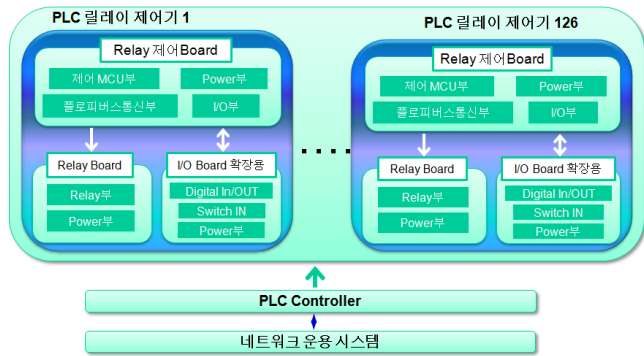 PLC 릴레이 제어기 1
Relay 제어Board
제어 MCU부
Power부
플로피버스통신부
I/O부
Relay Board
Relay부
Power부
I/O Board 확장용
Digital In/OUT
Switch IN
Power부
PLC 릴레이 제어기 126
Relay 제어Board
제어 MCU부
Power부
플로피버스통신부
I/O부
Relay Board
Relay부
Power부
I/O Board 확장용
Digital In/OUT
Switch IN
Power부
PLC Controller
네트워크 운용 시스템